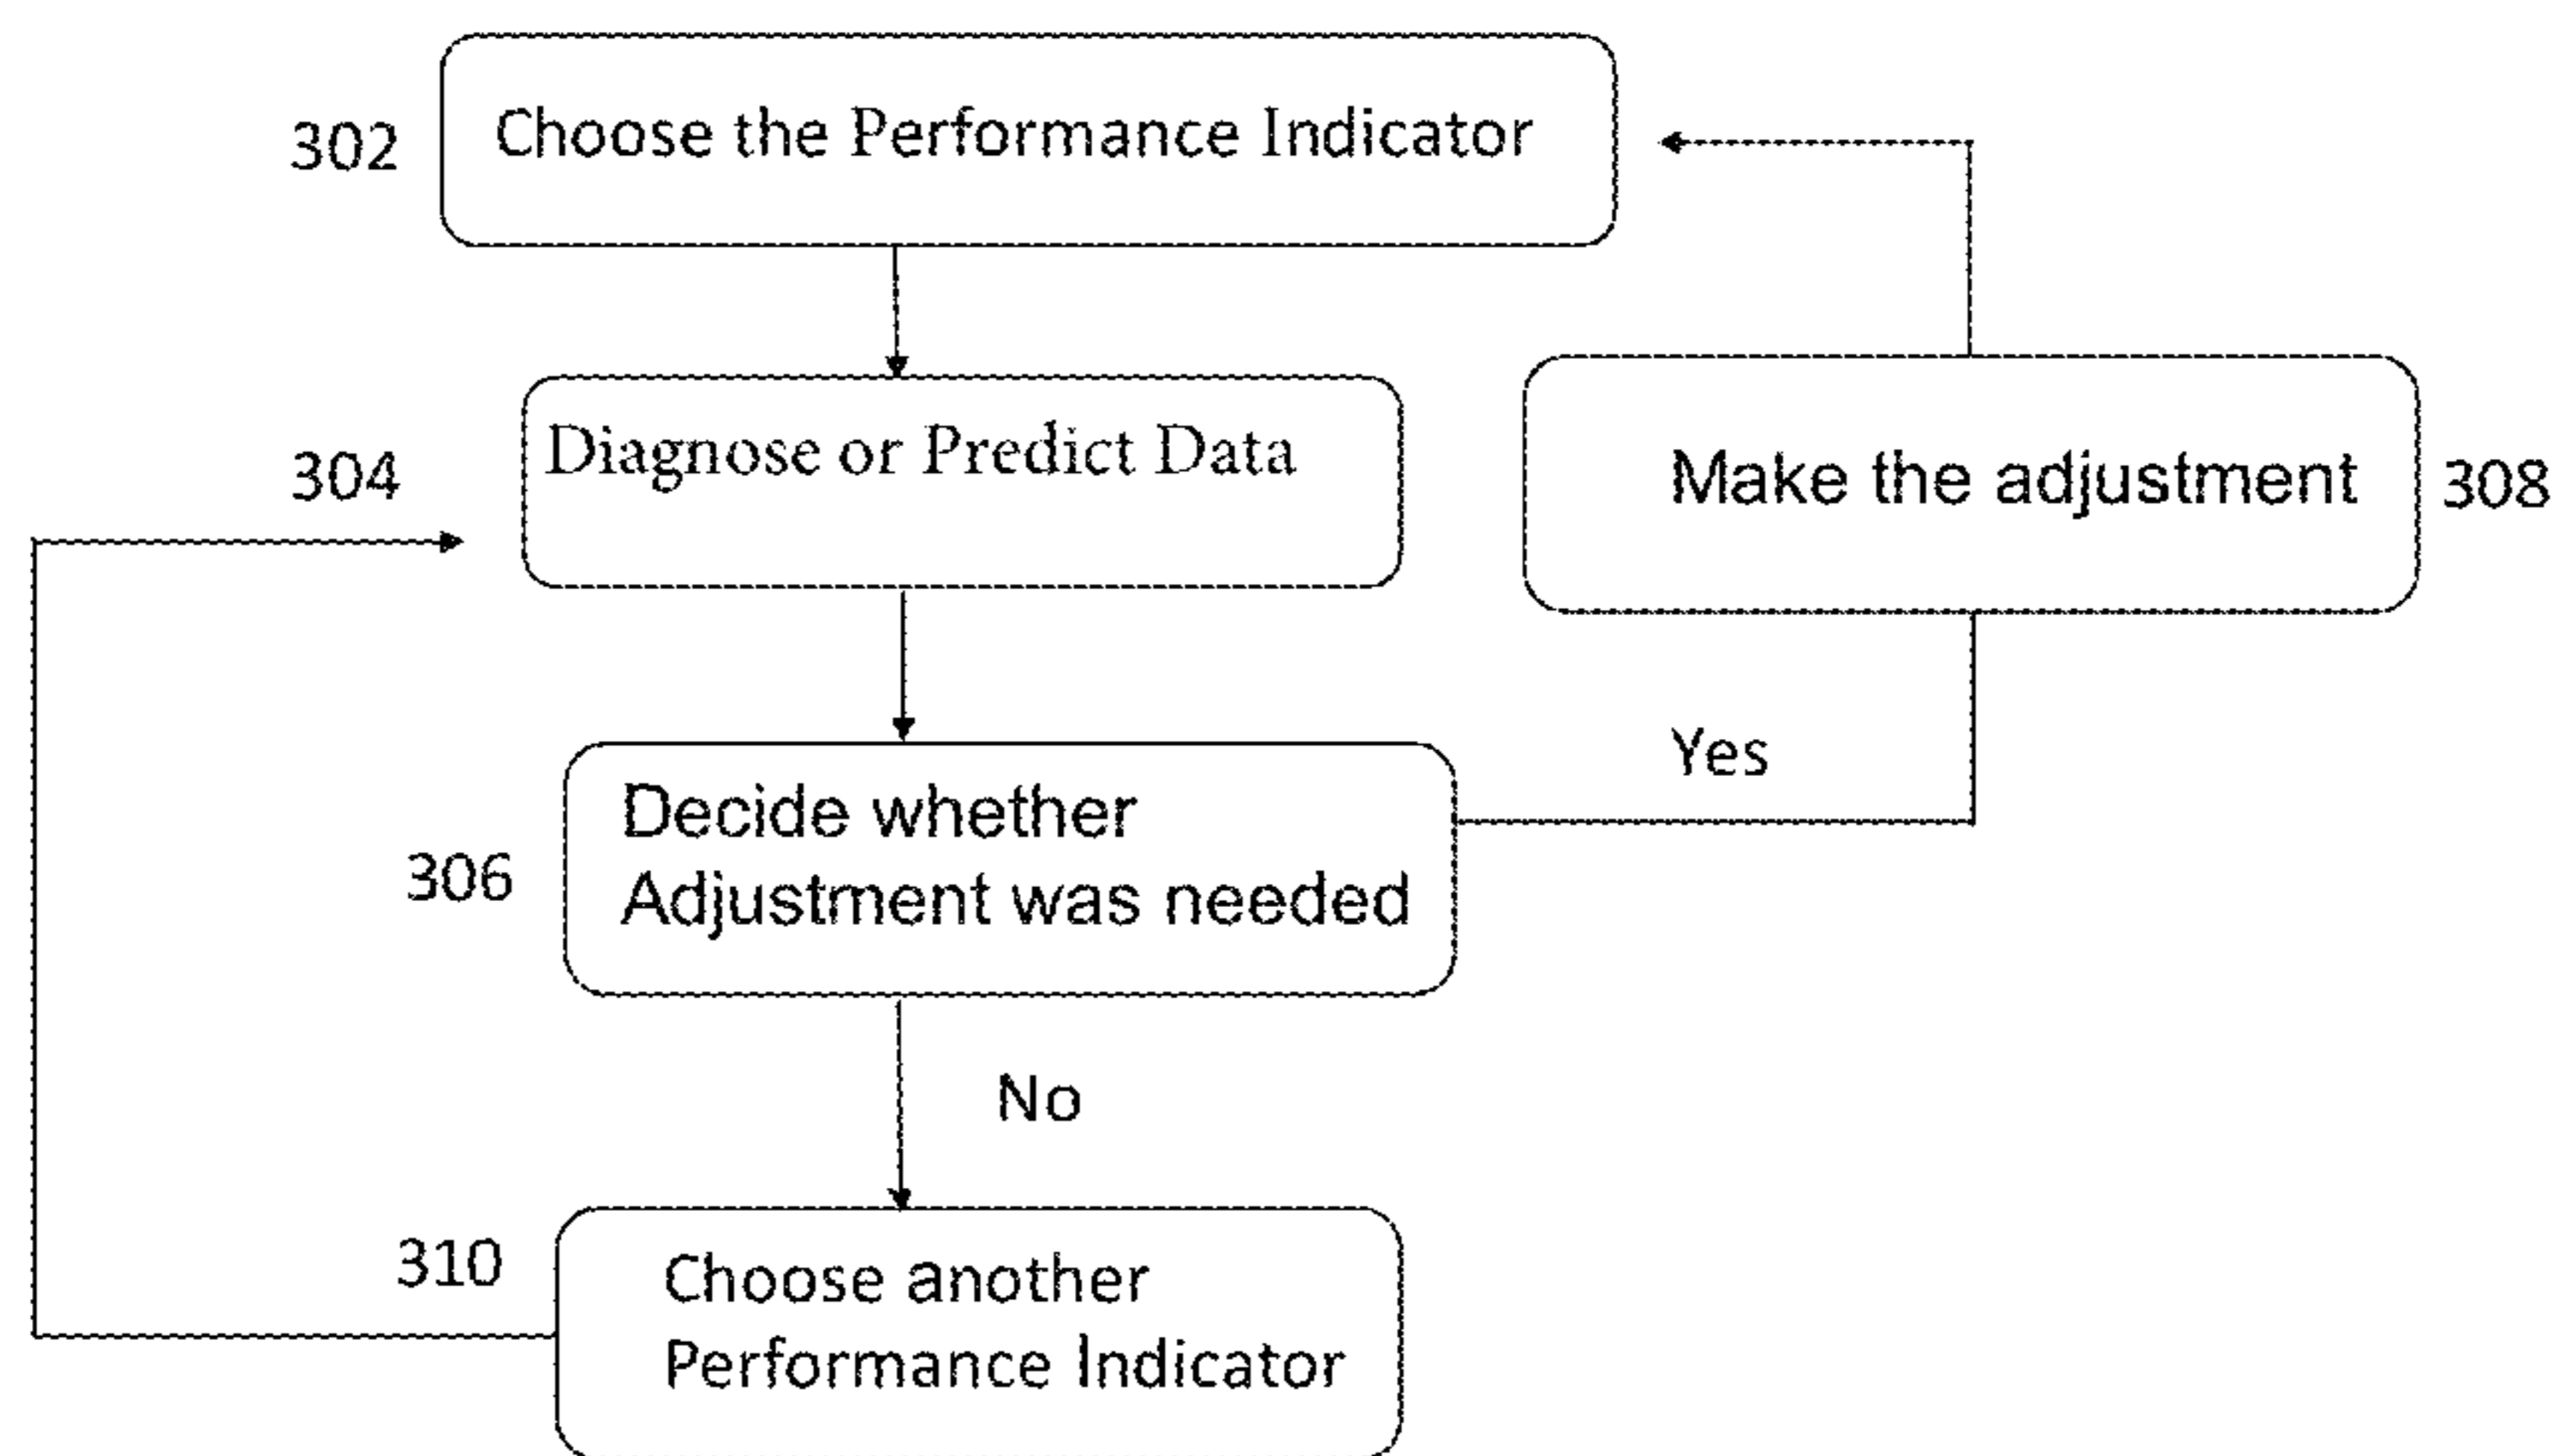 302
Choose the Performance Indicator
304
Diagnose or Predict Data
Make the adjustment
308
Yes
306
Decide whether
Adjustment was needed
No
310
Choose another
Performance Indicator